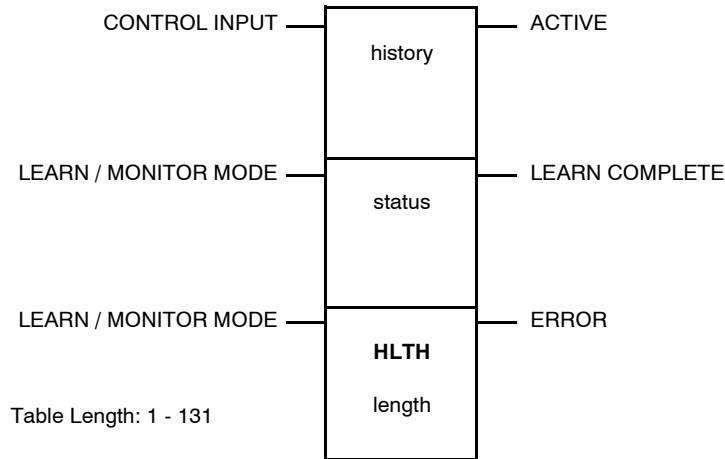 CONTROL INPUT
ACTIVE
history
LEARN / MONITOR MODE
LEARN COMPLETE
status
LEARN / MONITOR MODE
ERROR
HLTH
length
Table Length: 1 - 131